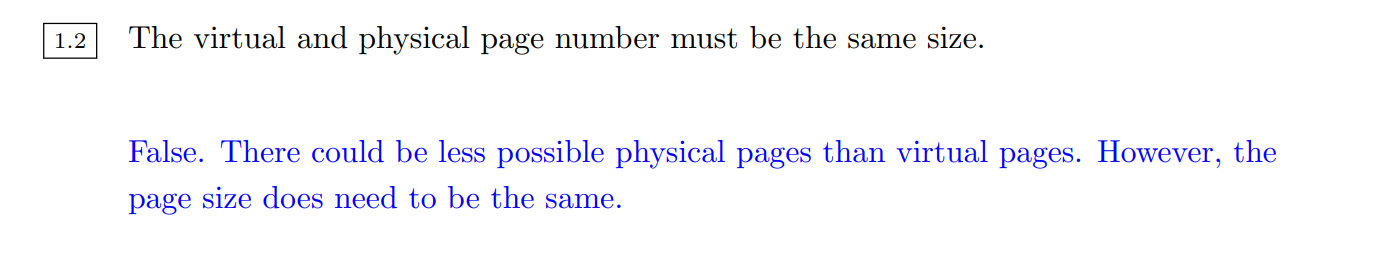 1.2 The virtual and physical page number must be the same size.
False. There could be less possible physical pages than virtual pages. However, the
page size does need to be the same.